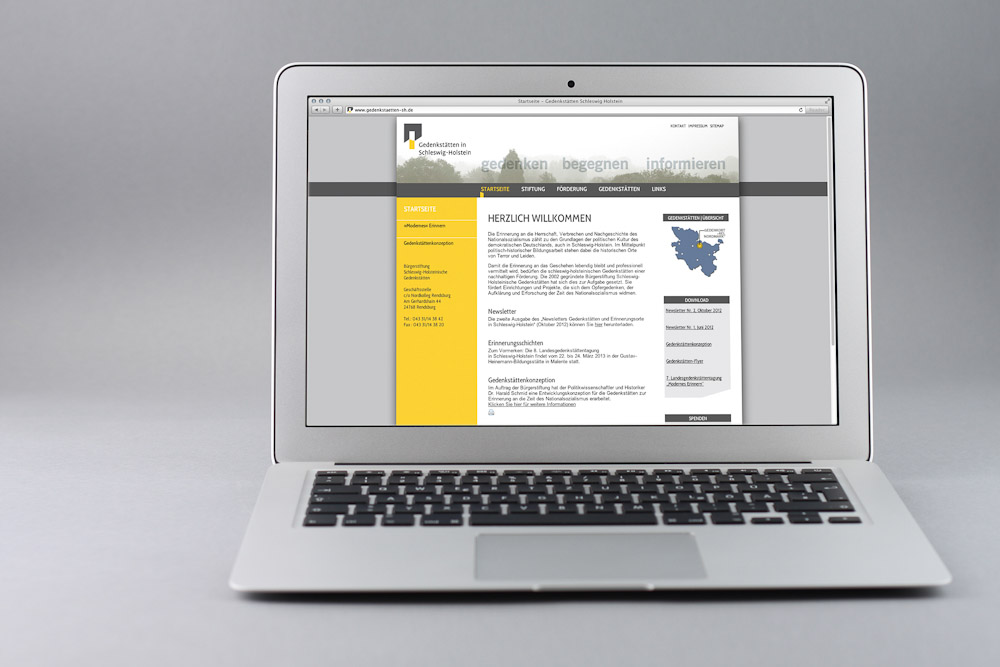 Startseite – Gedenkstätten Schleswig Holstein
www.gedenkstaetten-sh.de
KONTAKT IMPRESSUM SITEMAP
Gedenkstätten in
Schleswig-Holstein
gedenken begegnen informieren
STARTSEITE STIFTUNG FÖRDERUNG GEDENKSTÄTTEN LINKS
STARTSEITE
»Modernes« Erinnern
Gedenkstättenkonzeption
Bürgerstiftung
Schleswig-Holsteinische
Gedenkstätten
Geschäftsstelle
c/o Nordkolleg Rendsburg
Am Gerhardshain 44
24768 Rendsburg
Tel.: 043 31/14 38 42
Fax: 043 31/14 38 20
HERZLICH WILLKOMMEN
Die Erinnerung an die Herrschaft, Verbrechen und Nachgeschichte des
Nationalsozialismus zählt zu den Grundlagen der politischen Kultur des
demokratischen Deutschlands, auch in Schleswig-Holstein. Im Mittelpunkt
politisch-historischer Bildungsarbeit stehen dabei die historischen Orte
von Terror und Leiden.
Damit die Erinnerung an das Geschehen lebendig bleibt und professionell
vermittelt wird, bedürfen die schleswig-holsteinischen Gedenkstätten einer
nachhaltigen Förderung. Die 2002 gegründete Bürgerstiftung Schleswig-
Holsteinische Gedenkstätten hat sich dies zur Aufgabe gesetzt. Sie
fördert Einrichtungen und Projekte, die sich dem Opfergedenken, der
Aufklärung und Erforschung der Zeit des Nationalsozialismus widmen.
Newsletter
Die zweite Ausgabe des „Newsletters Gedenkstätten und Erinnerungsorte
in Schleswig-Holstein“ (Oktober 2012) können Sie hier herunterladen.
Erinnerungsschichten
Zum Vormerken: Die 8. Landesgedenkstättentagung
in Schleswig-Holstein findet vom 22. bis 24. März 2013 in der Gustav-
Heinemann-Bildungsstätte in Malente statt.
Gedenkstättenkonzeption
Im Auftrag der Bürgerstiftung hat der Politikwissenschaftler und Historiker
Dr. Harald Schmid eine Entwicklungskonzeption für die Gedenkstätten zur
Erinnerung an die Zeit des Nationalsozialismus erarbeitet.
Klicken Sie hier für weitere Informationen
GEDENKSTÄTTEN | ÜBERSICHT
DOWNLOAD
Newsletter Nr. 2, Oktober 2012
Newsletter Nr. 1, Juni 2012
Gedenkstättenkonzeption
Gedenkstätten-Flyer
7. Landesgedenkstättentagung
„Modernes Erinnern“
SPENDEN